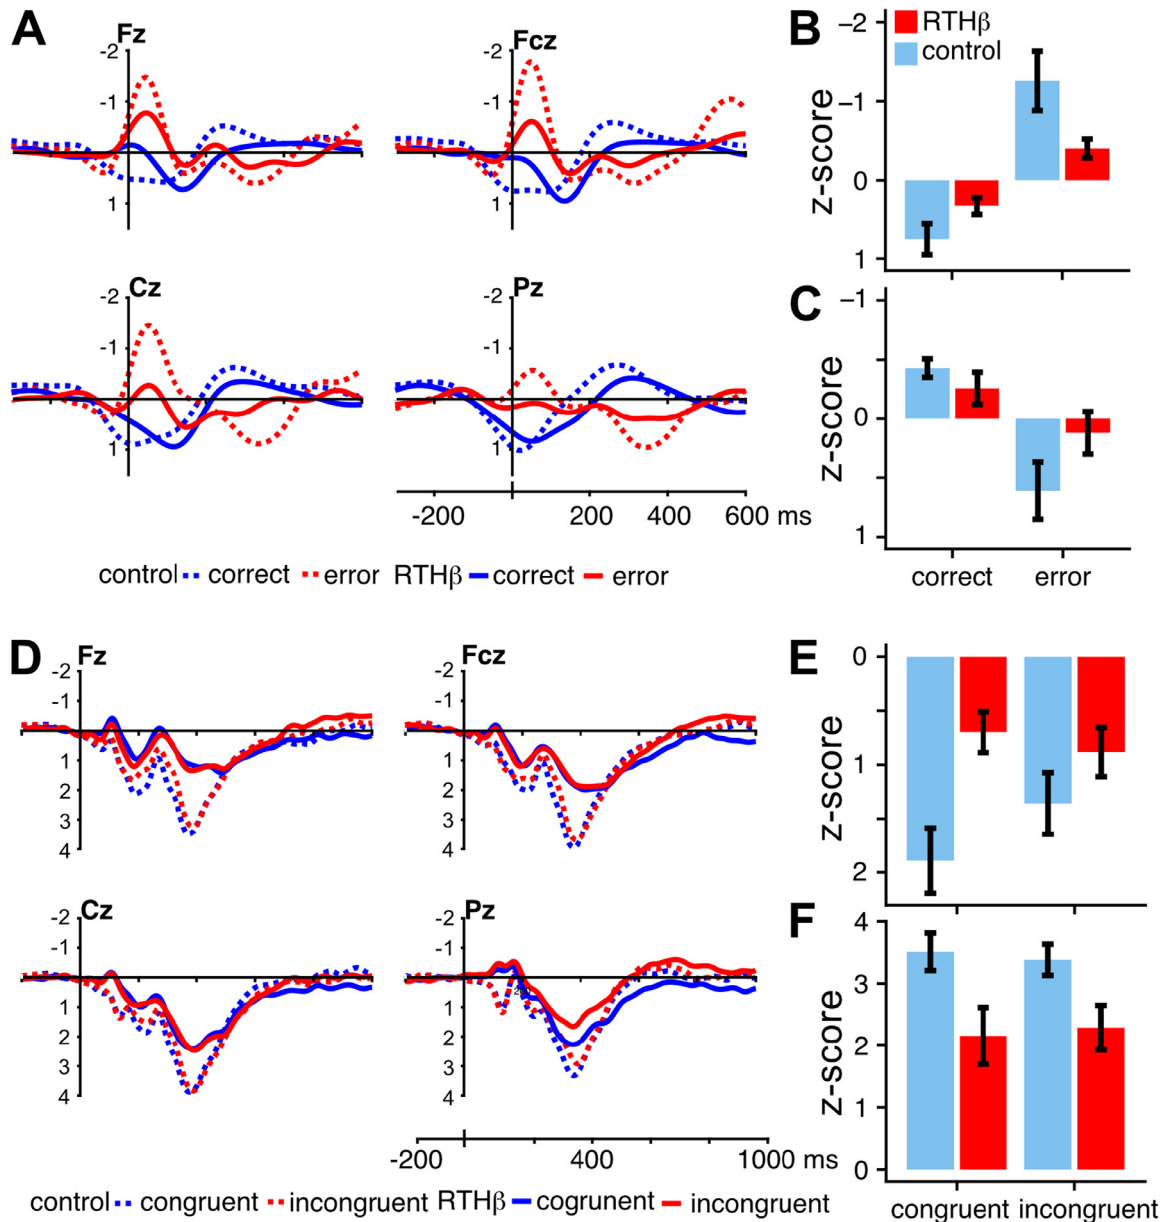 A
Fz
-2
-1
1
Fcz
-2
-1
1
Cz
-2
-1
1
Pz
-2
-1
1
-200 200 400 600 ms
control correct error RTHβ correct error
B
RTHβ
control
z-score
−2
−1
0
1
C
z-score
−1
0
1
correct error
D
Fz
-2
-1
1
2
3
4
Fcz
-2
-1
1
2
3
4
Cz
-2
-1
1
2
3
4
Pz
-2
-1
1
2
3
4
-200 400 1000 ms
control congruent incongruent RTHβ cogrunent incongruent
E
z-score
0
1
2
F
z-score
4
3
2
1
0
congruent incongruent